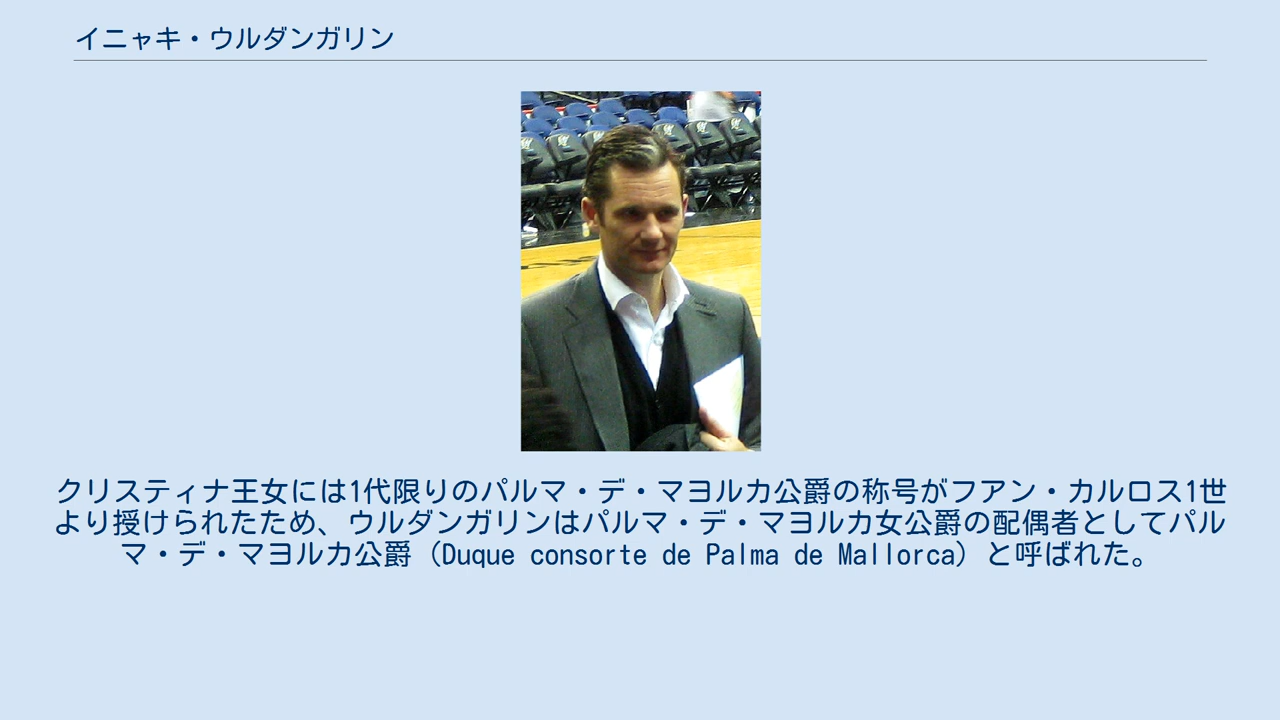 イニャキ・ウルダンガリン
クリスティナ王女には1代限りのパルマ・デ・マヨルカ公爵の称号がフアン・カルロス1世
より授けられたため、ウルダンガリンはパルマ・デ・マヨルカ女公爵の配偶者としてパル
マ・デ・マヨルカ公爵（Duque consorte de Palma de Mallorca）と呼ばれた。